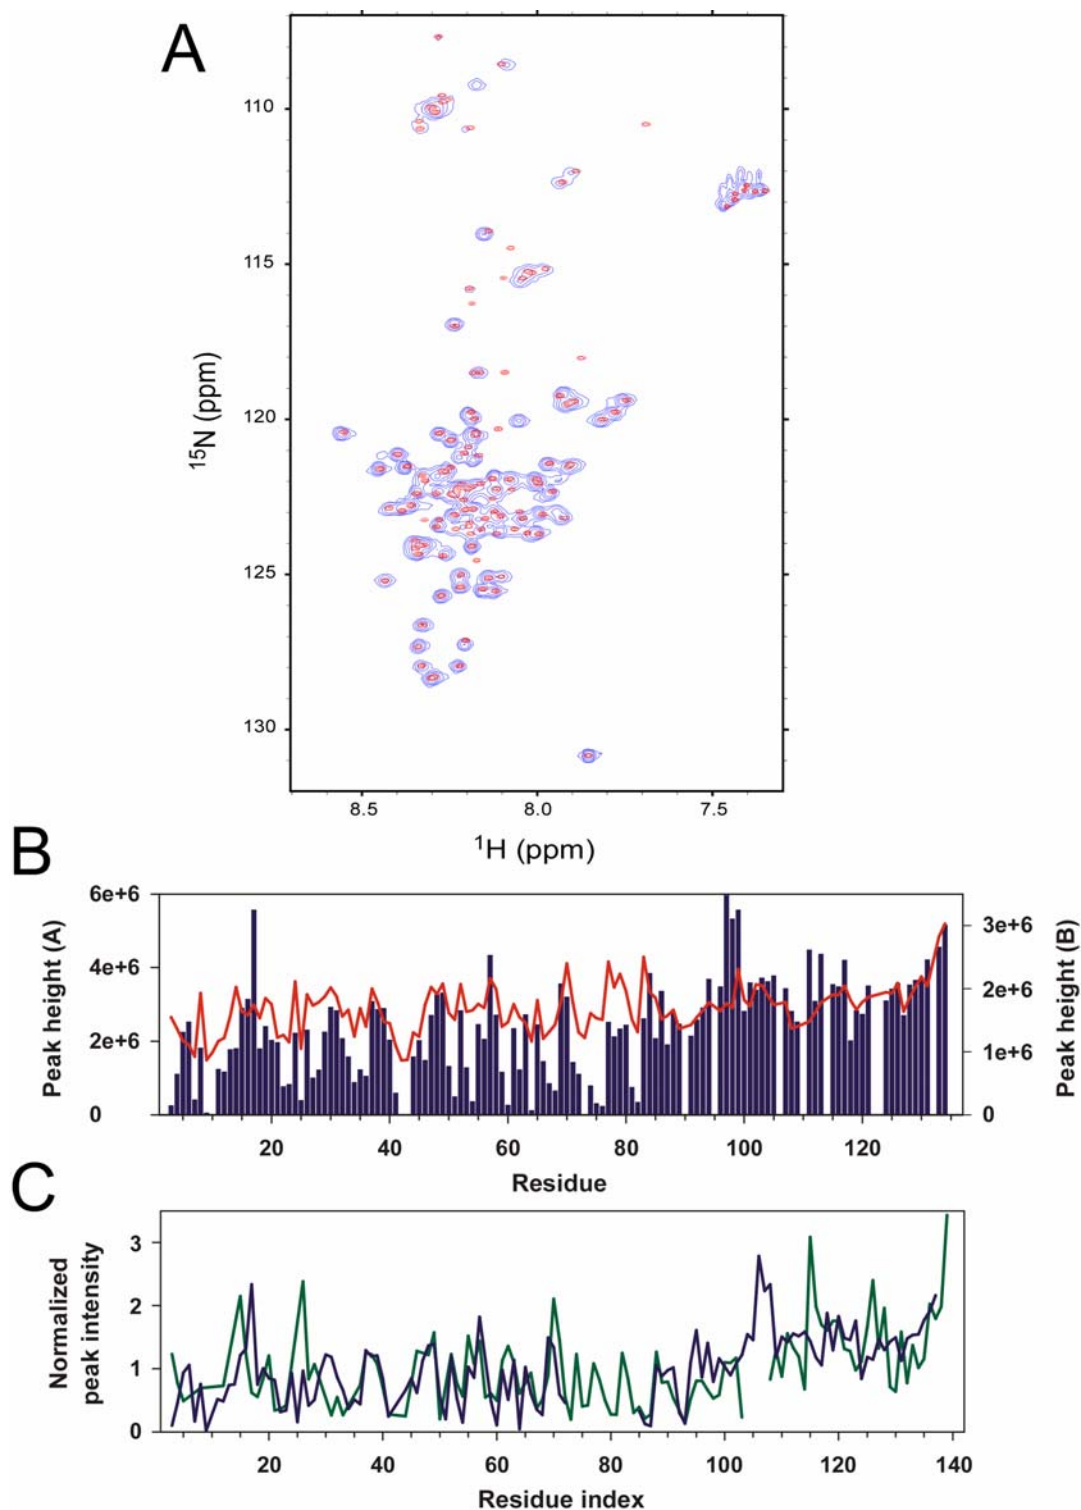 A
110
115
120
125
130
15N (ppm)
8.5 8.0 7.5
1H (ppm)
B
6e+6
4e+6
2e+6
0
Peak height (A)
3e+6
2e+6
1e+6
0
Peak height (B)
20 40 60 80 100 120
Residue
C
3
2
1
0
Normalized
peak intensity
20 40 60 80 100 120 140
Residue index